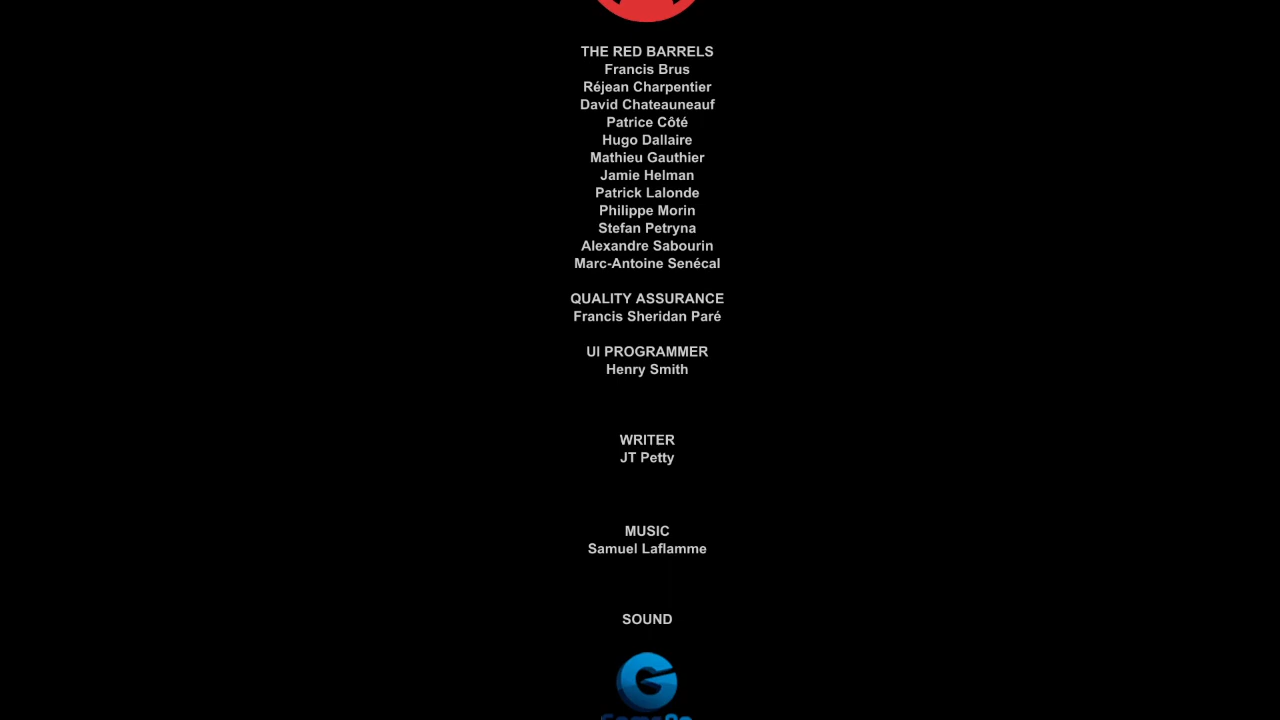 THE RED BARRELS
Francis Brus
Réjean Charpentier
David Chateauneuf
Patrice Côté
Hugo Dallaire
Mathieu Gauthier
Jamie Helman
Patrick Lalonde
Philippe Morin
Stefan Petryna
Alexandre Sabourin
Marc-Antoine Senécal
QUALITY ASSURANCE
Francis Sheridan Paré
UI PROGRAMMER
Henry Smith
WRITER
JT Petty
MUSIC
Samuel Laflamme
SOUND